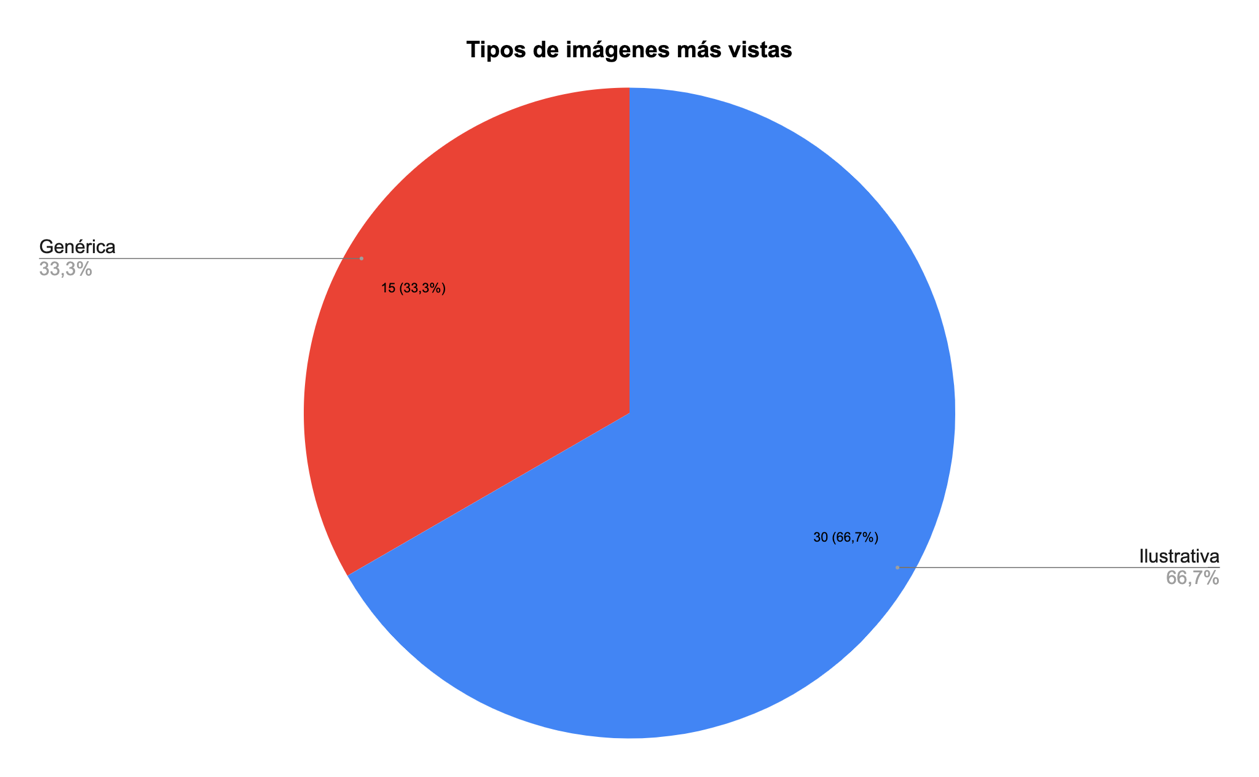 Tipos de imágenes más vistas
Genérica
33,3%
15 (33,3%)
30 (66,7%)
Ilustrativa
66,7%